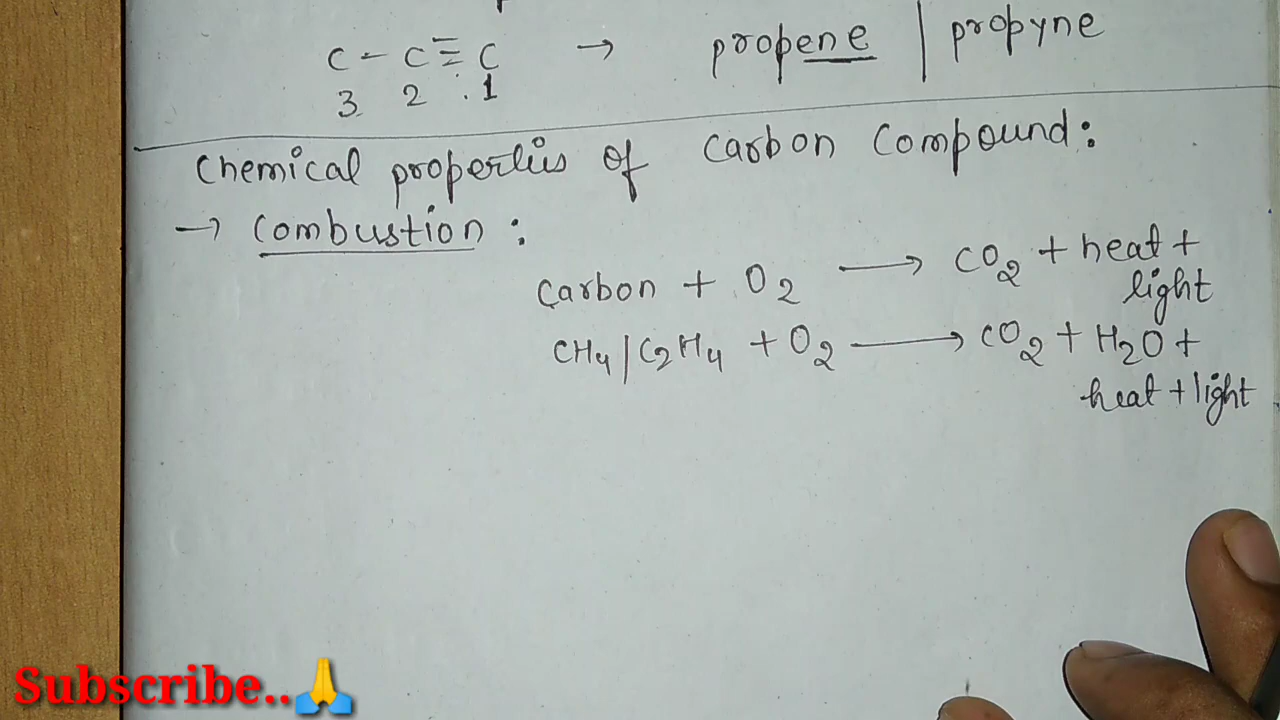 C - C ≡ C → propene | propyne
3 2 1
Chemical properties of Carbon Compound:
→ Combustion :
Carbon + O2 → CO2 + heat +
light
CH4 | C2H4 + O2 → CO2 + H2O +
heat + light
Subscribe..🙏